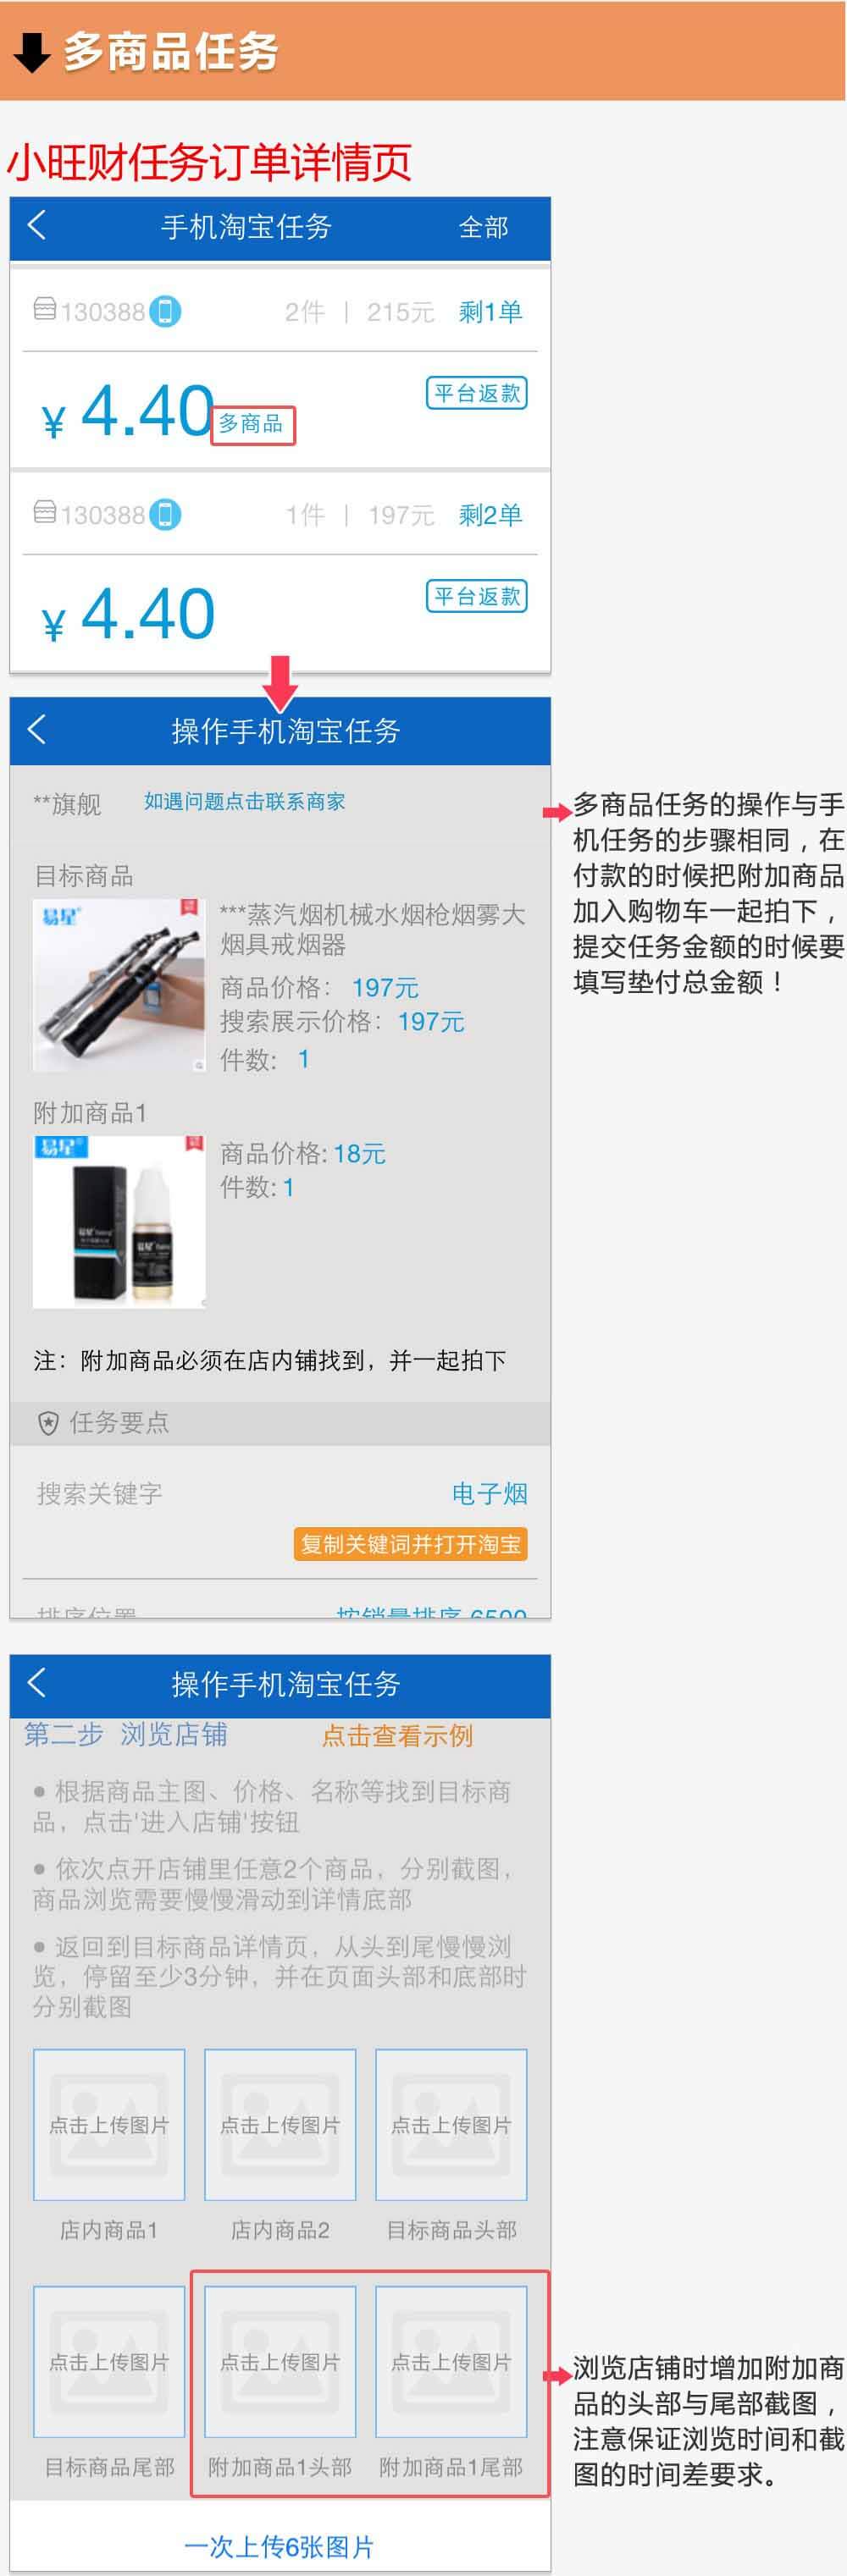 多商品任务
小旺财任务订单详情页
手机淘宝任务 全部
130388 2件 | 215元 剩1单
¥ 4.40 多商品 平台返款
130388 1件 | 197元 剩2单
¥ 4.40 平台返款
操作手机淘宝任务
**旗舰 如遇问题点击联系商家
目标商品
易星
***蒸汽烟机械水烟枪烟雾大
烟具戒烟器
商品价格： 197元
搜索展示价格：197元
件数： 1
附加商品1
易星
商品价格：18元
件数：1
注：附加商品必须在店内铺找到，并一起拍下
任务要点
搜索关键字 电子烟
复制关键词并打开淘宝
排序位置 按销量排序 6500
多商品任务的操作与手
机任务的步骤相同，在
付款的时候把附加商品
加入购物车一起拍下，
提交任务金额的时候要
填写垫付总金额！
操作手机淘宝任务
第二步 浏览店铺 点击查看示例
● 根据商品主图、价格、名称等找到目标商
品，点击'进入店铺'按钮
● 依次点开店铺里任意2个商品，分别截图，
商品浏览需要慢慢滑动到详情底部
● 返回到目标商品详情页，从头到尾慢慢浏
览，停留至少3分钟，并在页面头部和底部时
分别截图
点击上传图片 点击上传图片 点击上传图片
店内商品1 店内商品2 目标商品头部
点击上传图片 点击上传图片 点击上传图片
目标商品尾部 附加商品1头部 附加商品1尾部
一次上传6张图片
浏览店铺时增加附加商
品的头部与尾部截图，
注意保证浏览时间和截
图的时间差要求。